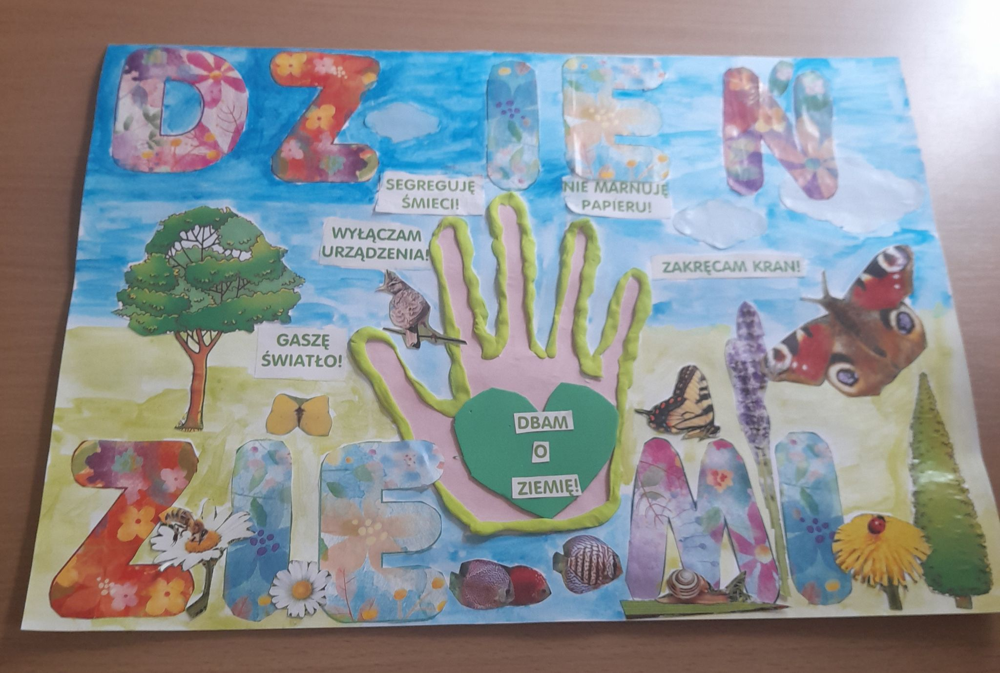 DZIEŃ
SEGREGUJĘ
ŚMIECI!
NIE MARNUJĘ
PAPIERU!
WYŁĄCZAM
URZĄDZENIA!
ZAKRĘCAM KRAN!
GASZĘ
ŚWIATŁO!
DBAM
O
ZIEMIĘ!
ZIEMI